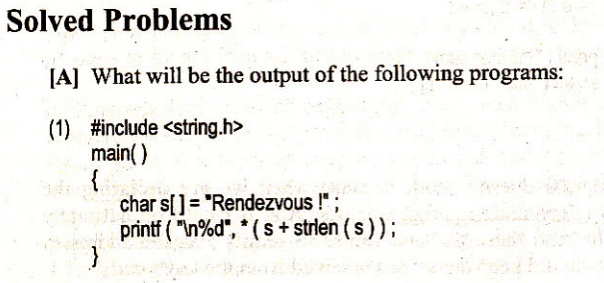 Solved Problems
[A] What will be the output of the following programs:
(1) #include <string.h>
main( )
{
char s[ ] = "Rendezvous !" ;
printf ( "\n%d", * ( s + strlen ( s ) ) ;
}